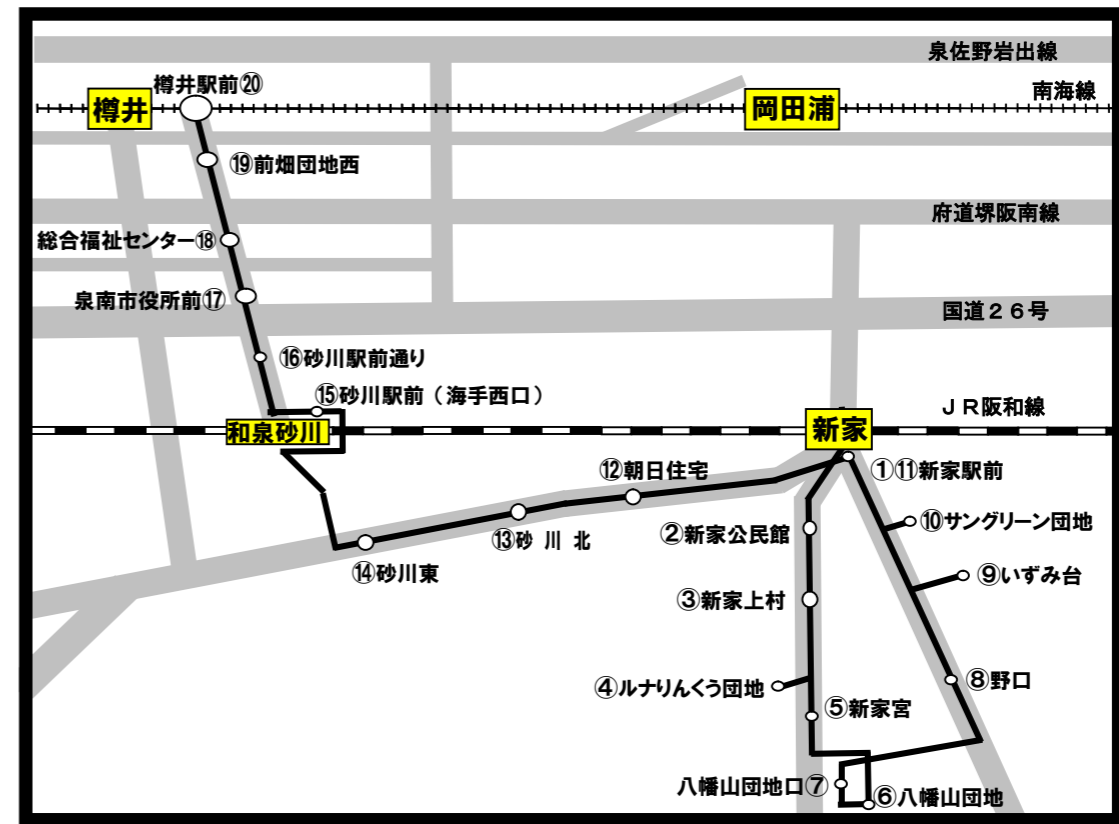 泉佐野岩出線
樽井駅前⑳
南海線
樽井
岡田浦
⑲前畑団地西
府道堺阪南線
総合福祉センター⑱
泉南市役所前⑰
国道２６号
⑯砂川駅前通り
⑮砂川駅前（海手西口）
ＪＲ阪和線
和泉砂川
新家
⑫朝日住宅
①⑪新家駅前
⑬砂 川 北
②新家公民館
⑩サングリーン団地
⑭砂川東
⑨いずみ台
③新家上村
④ルナりんくう団地
⑧野口
⑤新家宮
八幡山団地口⑦
⑥八幡山団地